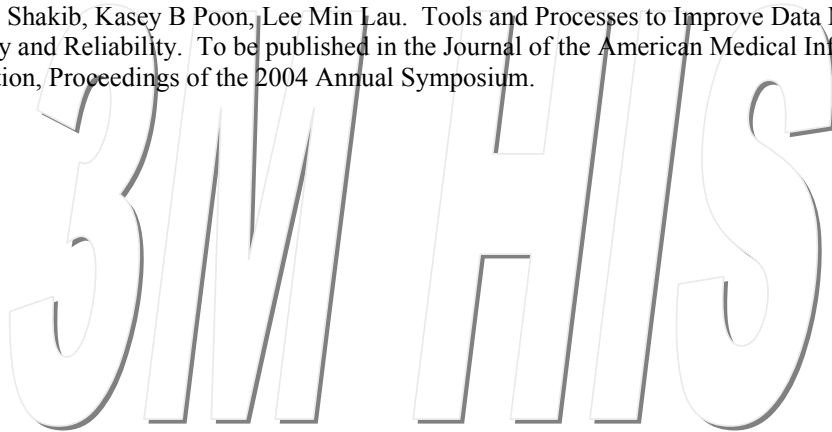 Shakib, Kasey B Poon, Lee Min Lau. Tools and Processes to Improve Data
y and Reliability. To be published in the Journal of the American Medical Inf
tion, Proceedings of the 2004 Annual Symposium.
3M HIS